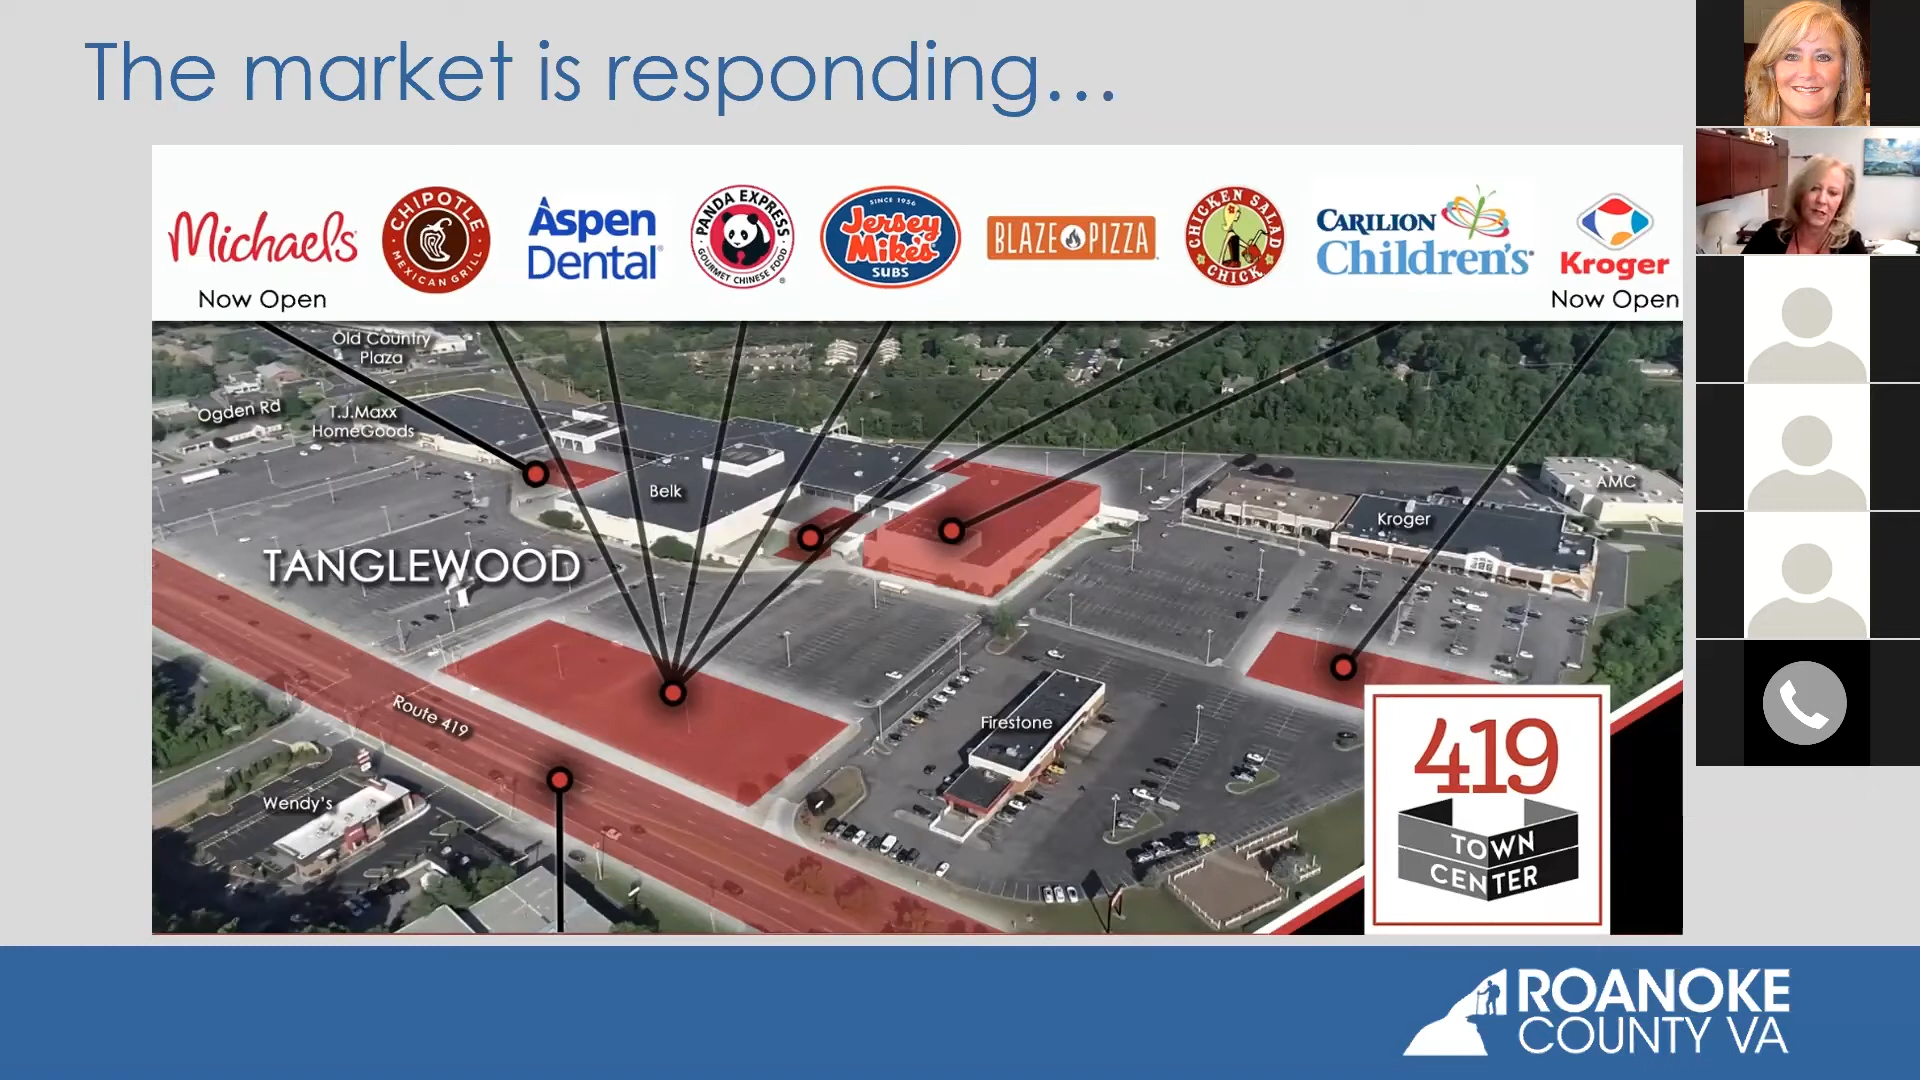 The market is responding...
Michaels
Now Open
CHIPOTLE
MEXICAN GRILL
Aspen
Dental®
PANDA EXPRESS
GOURMET CHINESE FOOD
SINCE 1956
Jersey
Mike's
SUBS
BLAZE PIZZA
CHICKEN SALAD
CHICK
CARILION
Children's
Kroger
Now Open
Old Country
Plaza
Ogden Rd
T.J.Maxx
HomeGoods
Belk
AMC
Kroger
TANGLEWOOD
Route 419
Firestone
Wendy's
419
TOWN
CENTER
ROANOKE
COUNTY VA